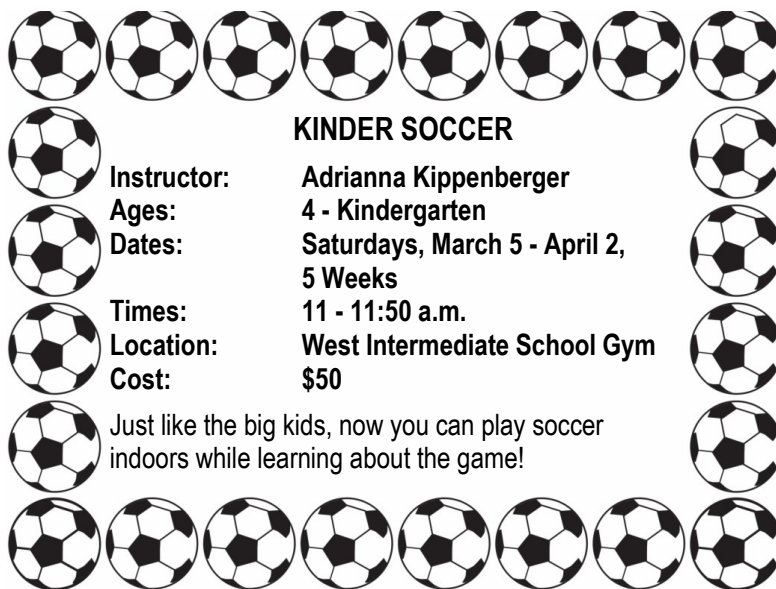 KINDER SOCCER
Instructor: Adrianna Kippenberger
Ages: 4 - Kindergarten
Dates: Saturdays, March 5 - April 2,
5 Weeks
Times: 11 - 11:50 a.m.
Location: West Intermediate School Gym
Cost: $50
Just like the big kids, now you can play soccer
indoors while learning about the game!